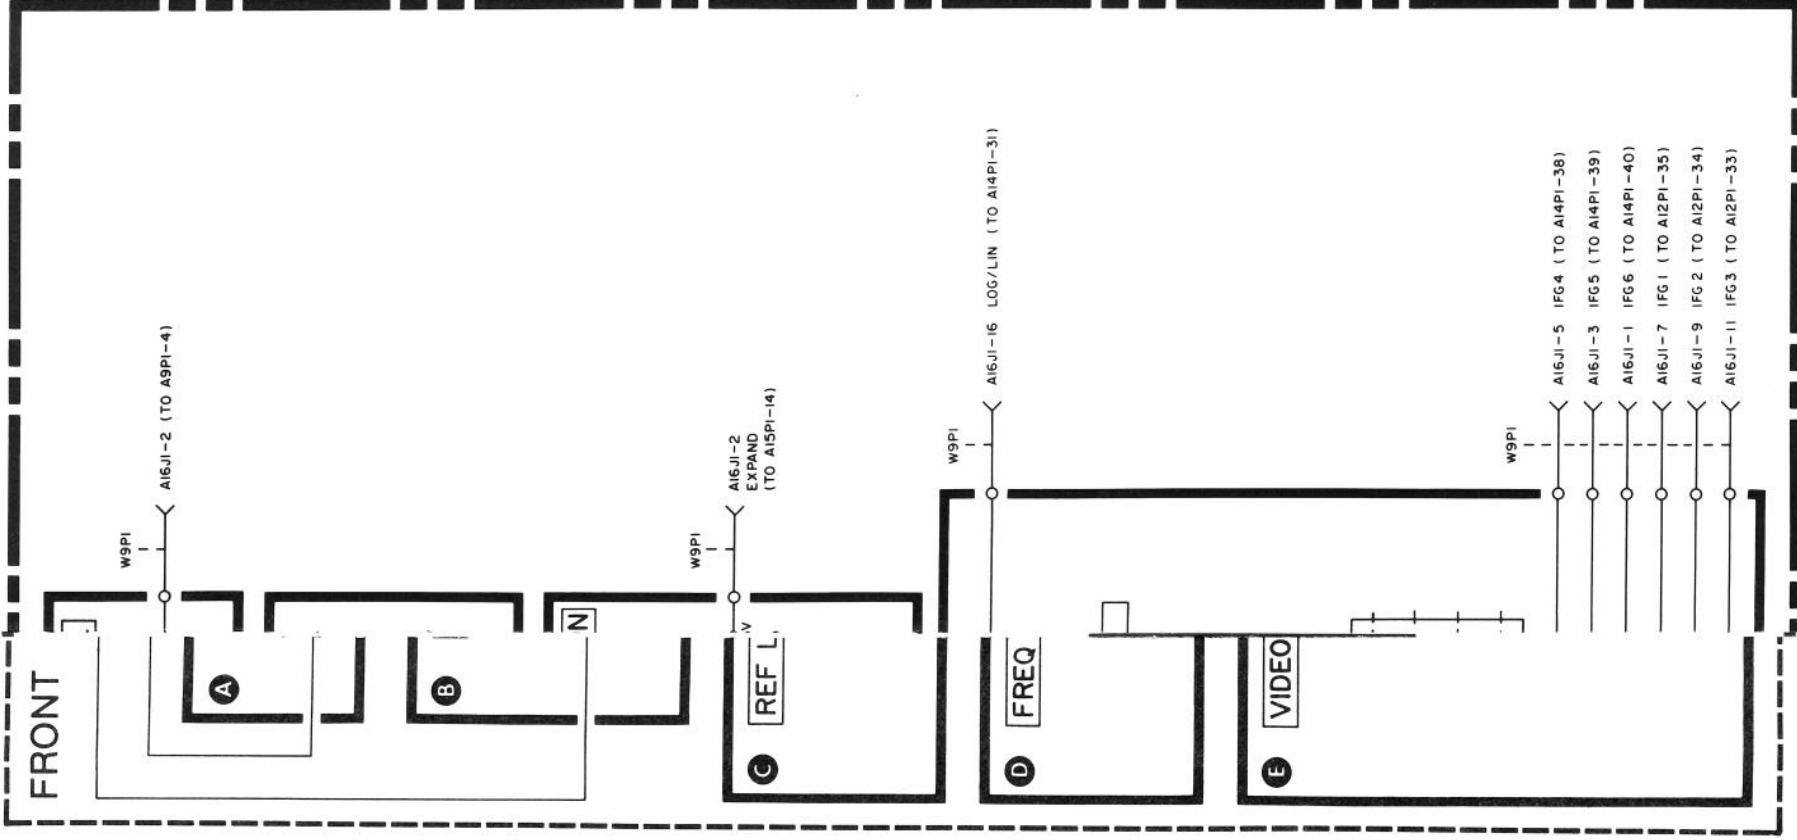 FRONT
W9P1
A16J1-2 (TO A9P1-4)
A
B
N
W9P1
A16J1-2
EXPAND
(TO A15P1-14)
V
REF L
C
W9P1
A16J1-16 LOG/LIN (TO A14P1-31)
FREQ
D
VIDEO
E
W9P1
A16J1-5 IFG4 (TO A14P1-38)
A16J1-3 IFG5 (TO A14P1-39)
A16J1-1 IFG6 (TO A14P1-40)
A16J1-7 IFG1 (TO A12P1-35)
A16J1-9 IFG2 (TO A12P1-34)
A16J1-11 IFG3 (TO A12P1-33)